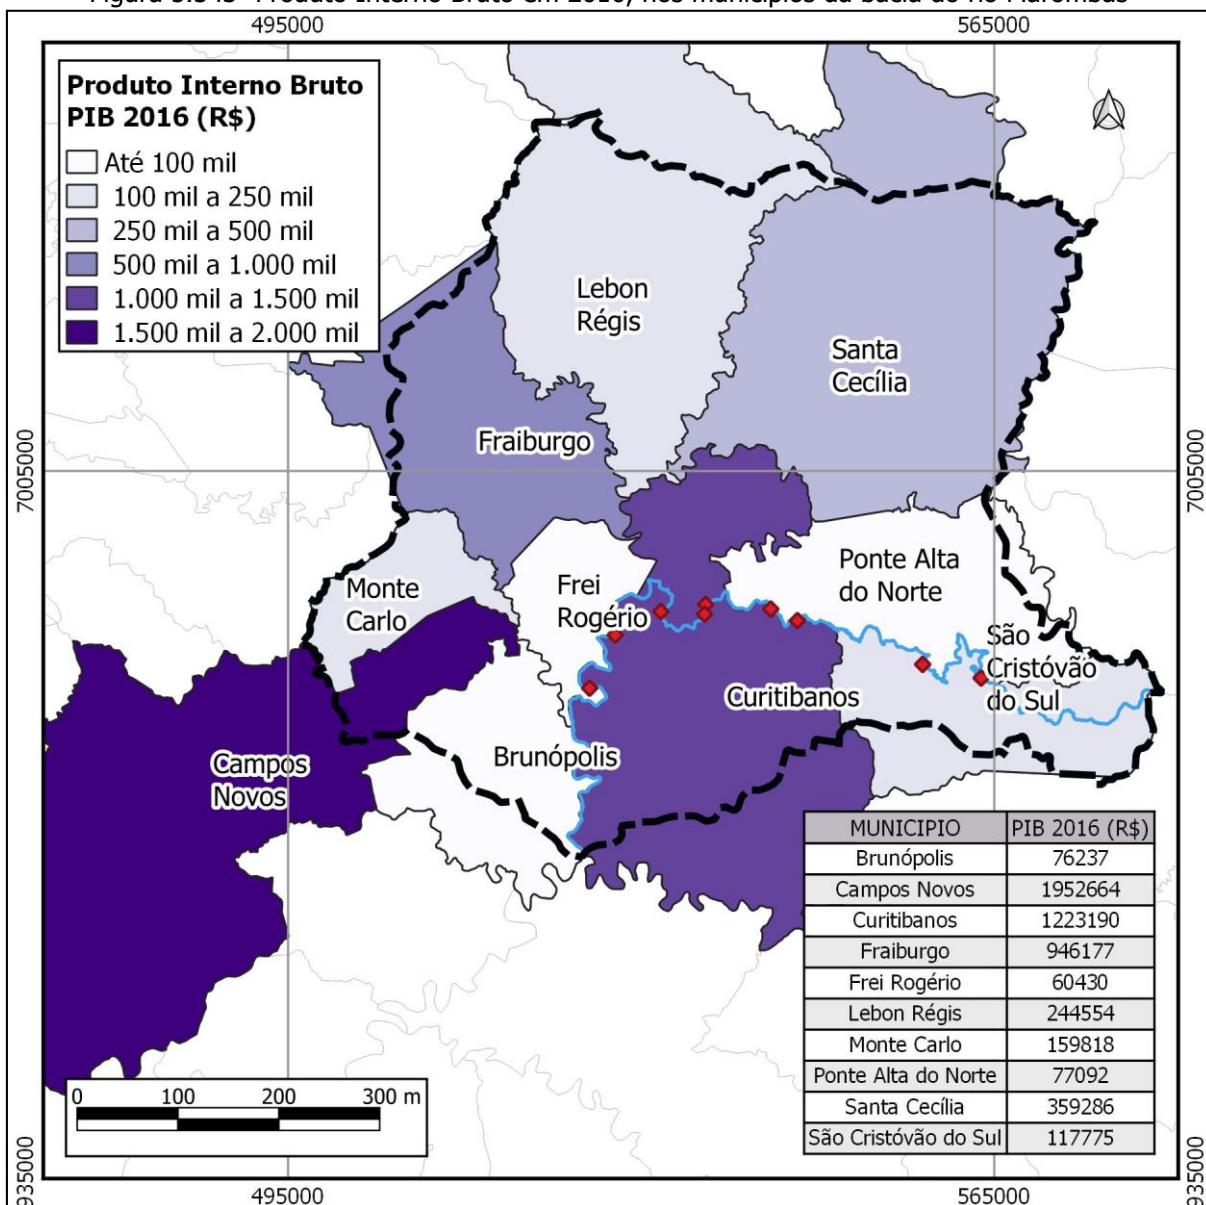 Figura 5.545- Produto Interno Bruto em 2016, nos municípios da bacia do rio Marombas
495000
565000
Produto Interno Bruto
PIB 2016 (R$)
Até 100 mil
100 mil a 250 mil
250 mil a 500 mil
500 mil a 1.000 mil
1.000 mil a 1.500 mil
1.500 mil a 2.000 mil
Lebon
Régis
Santa
Cecília
Fraiburgo
7005000
7005000
Ponte Alta
do Norte
Monte
Carlo
Frei
Rogério
São
Cristóvão
do Sul
Curitibanos
Brunópolis
Campos
Novos
MUNICIPIO PIB 2016 (R$)
Brunópolis 76237
Campos Novos 1952664
Curitibanos 1223190
Fraiburgo 946177
Frei Rogério 60430
Lebon Régis 244554
Monte Carlo 159818
Ponte Alta do Norte 77092
Santa Cecília 359286
São Cristóvão do Sul 117775
0 100 200 300 m
935000
935000
495000
565000